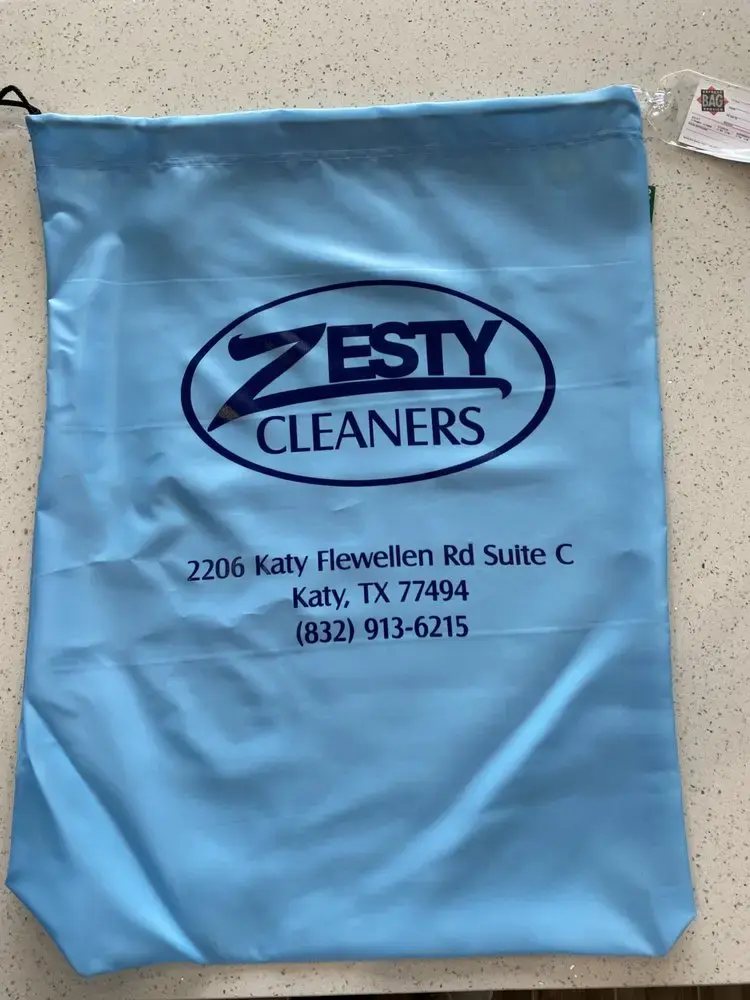 BAG
ZESTY
CLEANERS
2206 Katy Flewellen Rd Suite C
Katy, TX 77494
(832) 913-6215